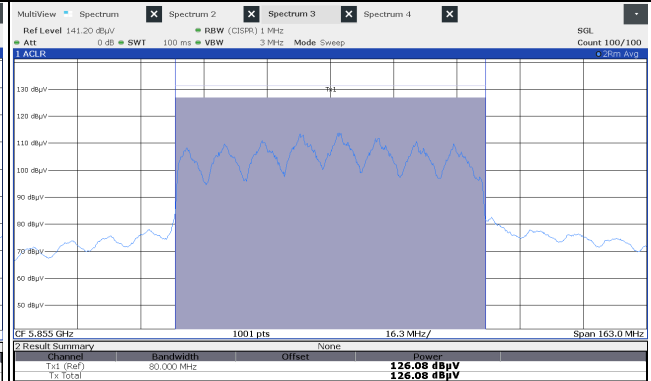 MultiView Spectrum Spectrum 2 Spectrum 3 Spectrum 4
Ref Level 141.20 dBµV RBW (CISPR) 1 MHz SGL
Att 0 dB SWT 100 ms VBW 3 MHz Mode Sweep Count 100/100
1 ACLR 2Rm Avg
Tx1
130 dBµV
120 dBµV
110 dBµV
100 dBµV
90 dBµV
80 dBµV
70 dBµV
60 dBµV
50 dBµV
CF 5.855 GHz 1001 pts 16.3 MHz/ Span 163.0 MHz
2 Result Summary None
Channel Bandwidth Offset Power
Tx1 (Ref) 80.000 MHz 126.08 dBµV
Tx Total 126.08 dBµV